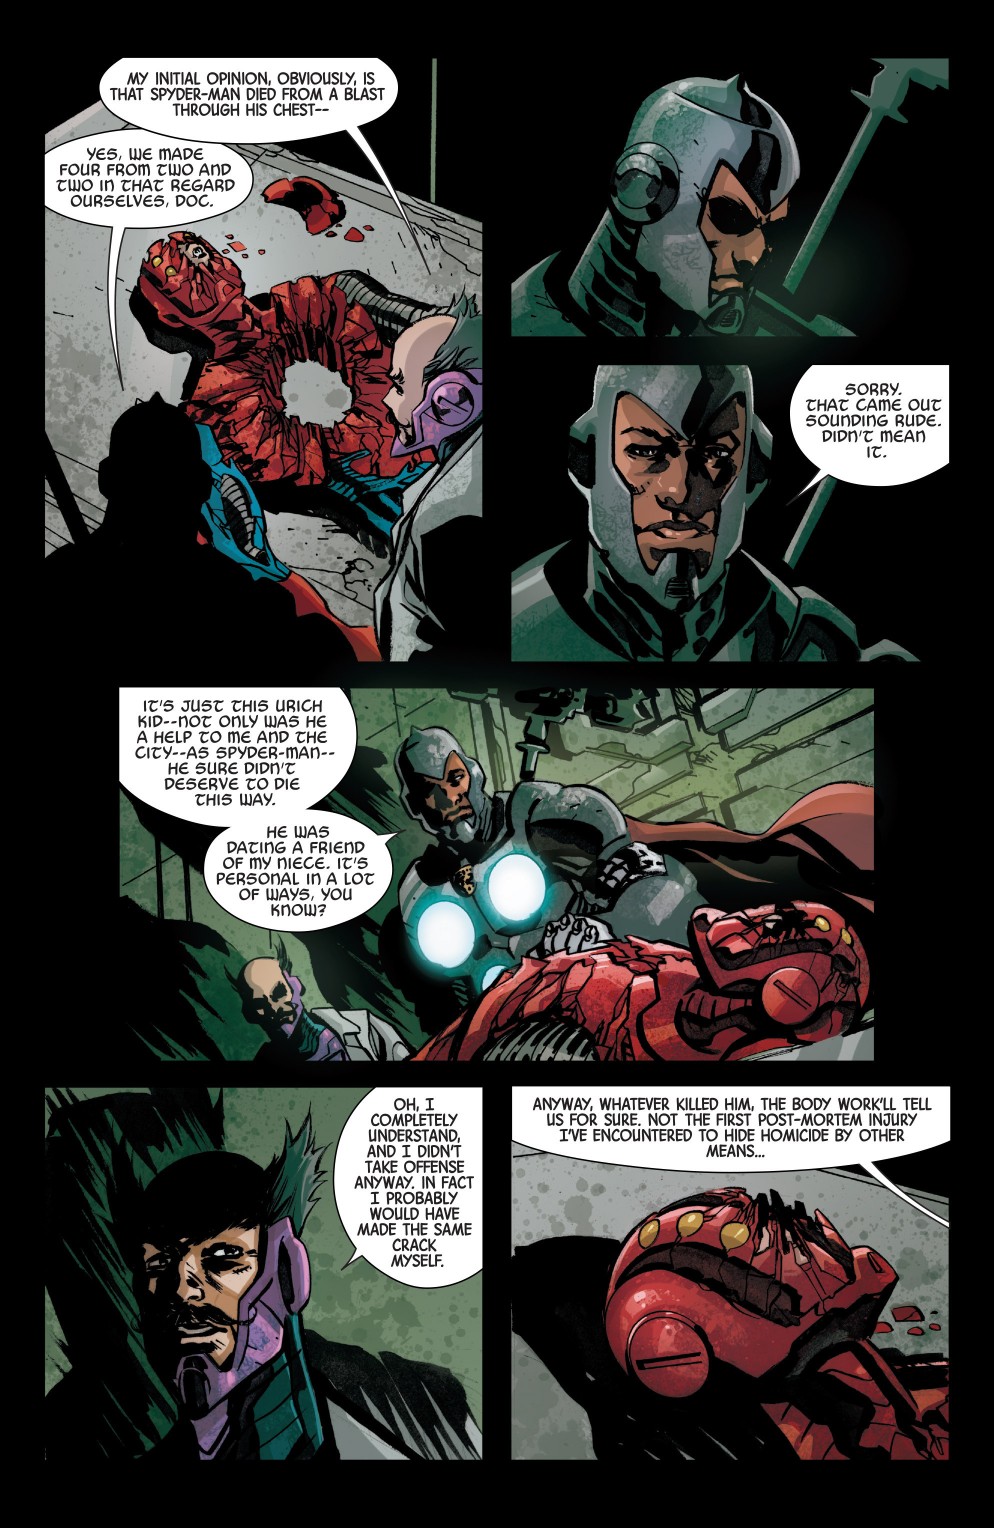 MY INITIAL OPINION, OBVIOUSLY, IS
THAT SPYDER-MAN DIED FROM A BLAST
THROUGH HIS CHEST--
YES, WE MADE
FOUR FROM TWO AND
TWO IN THAT REGARD
OURSELVES, DOC.
SORRY.
THAT CAME OUT
SOUNDING RUDE.
DIDN'T MEAN
IT.
IT'S JUST THIS URICH
KID--NOT ONLY WAS HE
A HELP TO ME AND THE
CITY--AS SPYDER-MAN--
HE SURE DIDN'T
DESERVE TO DIE
THIS WAY.
HE WAS
DATING A FRIEND
OF MY NIECE. IT'S
PERSONAL IN A LOT
OF WAYS, YOU
KNOW?
OH, I
COMPLETELY
UNDERSTAND,
AND I DIDN'T
TAKE OFFENSE
ANYWAY. IN FACT
I PROBABLY
WOULD HAVE
MADE THE SAME
CRACK
MYSELF.
ANYWAY, WHATEVER KILLED HIM, THE BODY WORK'LL TELL
US FOR SURE. NOT THE FIRST POST-MORTEM INJURY
I'VE ENCOUNTERED TO HIDE HOMICIDE BY OTHER
MEANS...